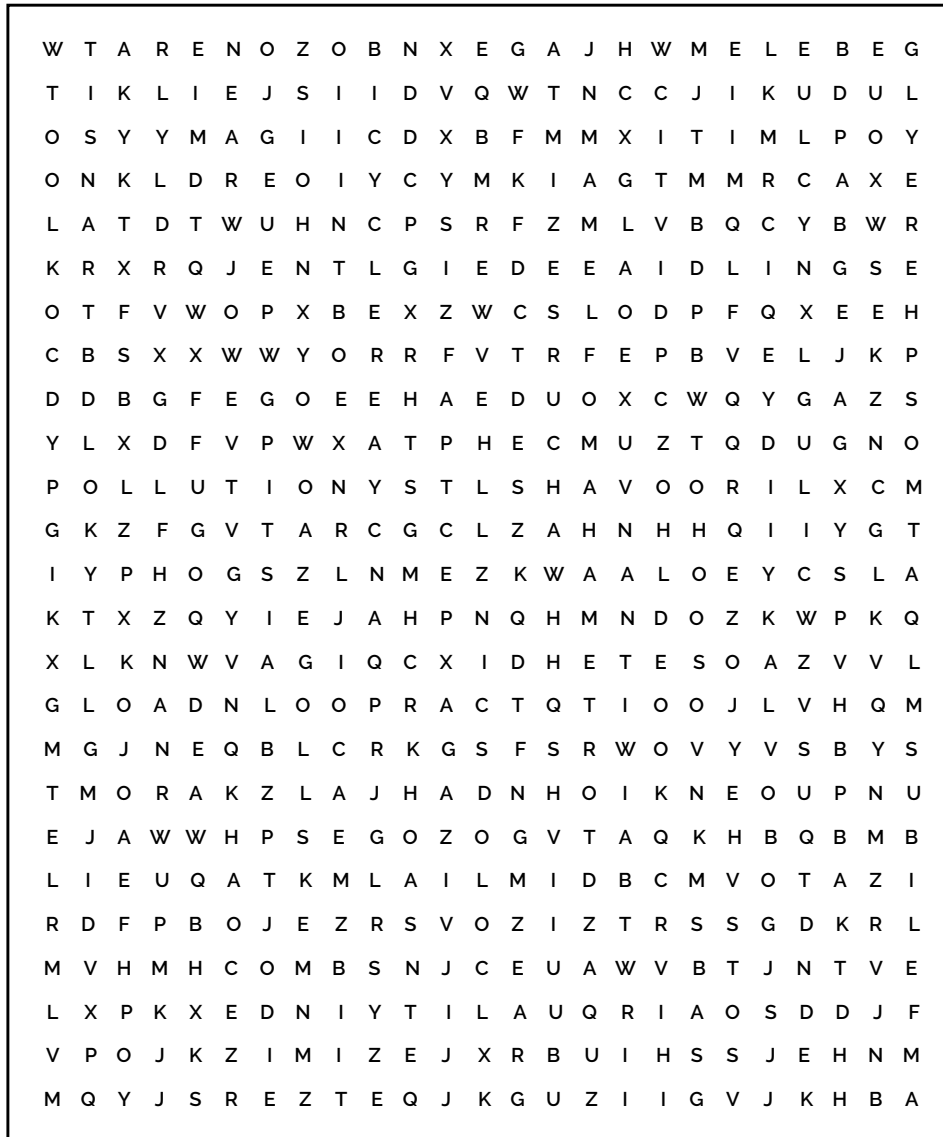 W T A R E N O Z O B N X E G A J H W M E L E B E G
T I K L I E J S I I D V Q W T N C C J I K U D U L
O S Y Y M A G I I C D X B F M M X I T I M L P O Y
O N K L D R E O I Y C Y M K I A G T M M R C A X E
L A T D T W U H N C P S R F Z M L V B Q C Y B W R
K R X R Q J E N T L G I E D E E A I D L I N G S E
O T F V W O P X B E X Z W C S L O D P F Q X E E H
C B S X X W W Y O R R F V T R F E P B V E L J K P
D D B G F E G O E E H A E D U O X C W Q Y G A Z S
Y L X D F V P W X A T P H E C M U Z T Q D U G N O
P O L L U T I O N Y S T L S H A V O O R I L X C M
G K Z F G V T A R C G C L Z A H N H H Q I I Y G T
I Y P H O G S Z L N M E Z K W A A L O E Y C S L A
K T X Z Q Y I E J A H P N Q H M N D O Z K W P K Q
X L K N W V A G I Q C X I D H E T E S O A Z V V L
G L O A D N L O O P R A C T Q T I O O J L V H Q M
M G J N E Q B L C R K G S F S R W O V Y V S B Y S
T M O R A K Z L A J H A D N H O I K N E O U P N U
E J A W W H P S E G O Z O G V T A Q K H B Q B M B
L I E U Q A T K M L A I L M I D B C M V O T A Z I
R D F P B O J E Z R S V O Z I Z T R S S G D K R L
M V H M H C O M B S N J C E U A W V B T J N T V E
L X P K X E D N I Y T I L A U Q R I A O S D D J F
V P O J K Z I M I Z E J X R B U I H S S J E H N M
M Q Y J S R E Z T E Q J K G U Z I I G V J K H B A